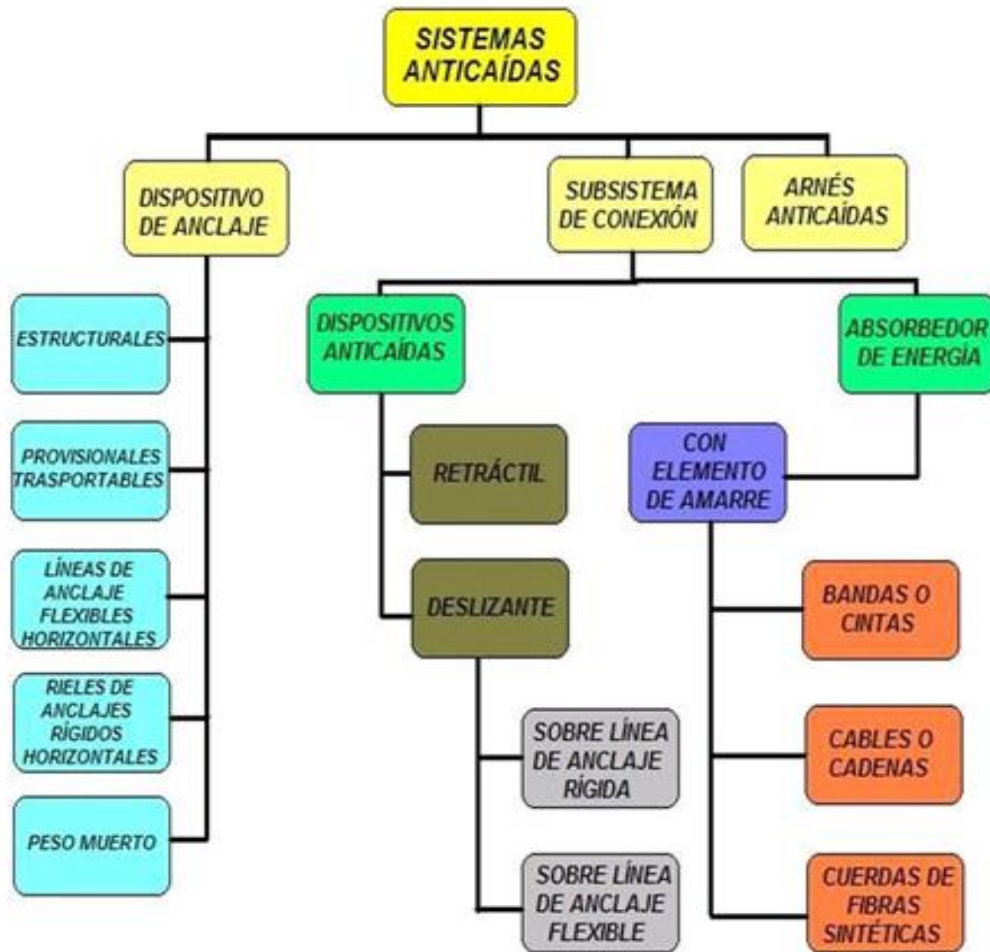 SISTEMAS
ANTICAÍDAS
DISPOSITIVO
DE ANCLAJE
SUBSISTEMA
DE CONEXIÓN
ARNÉS
ANTICAÍDAS
ESTRUCTURALES
PROVISIONALES
TRASPORTABLES
LÍNEAS DE
ANCLAJE
FLEXIBLES
HORIZONTALES
RIELES DE
ANCLAJES
RÍGIDOS
HORIZONTALES
PESO MUERTO
DISPOSITIVOS
ANTICAÍDAS
RETRÁCTIL
DESLIZANTE
SOBRE LÍNEA
DE ANCLAJE
RÍGIDA
SOBRE LÍNEA
DE ANCLAJE
FLEXIBLE
ABSORBEDOR
DE ENERGÍA
CON
ELEMENTO
DE AMARRE
BANDAS O
CINTAS
CABLES O
CADENAS
CUERDAS DE
FIBRAS
SINTÉTICAS